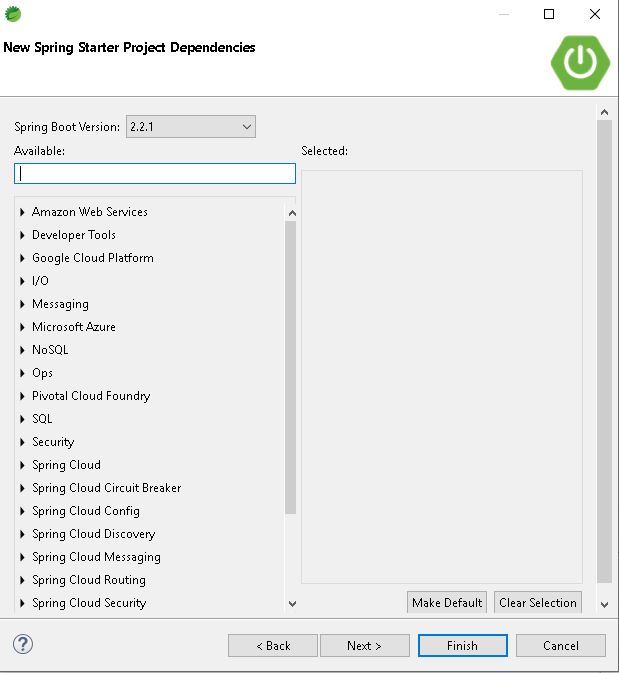 New Spring Starter Project Dependencies
Spring Boot Version: 2.2.1
Available: Selected:
Amazon Web Services
Developer Tools
Google Cloud Platform
I/O
Messaging
Microsoft Azure
NoSQL
Ops
Pivotal Cloud Foundry
SQL
Security
Spring Cloud
Spring Cloud Circuit Breaker
Spring Cloud Config
Spring Cloud Discovery
Spring Cloud Messaging
Spring Cloud Routing
Spring Cloud Security
Make Default Clear Selection
? < Back Next > Finish Cancel